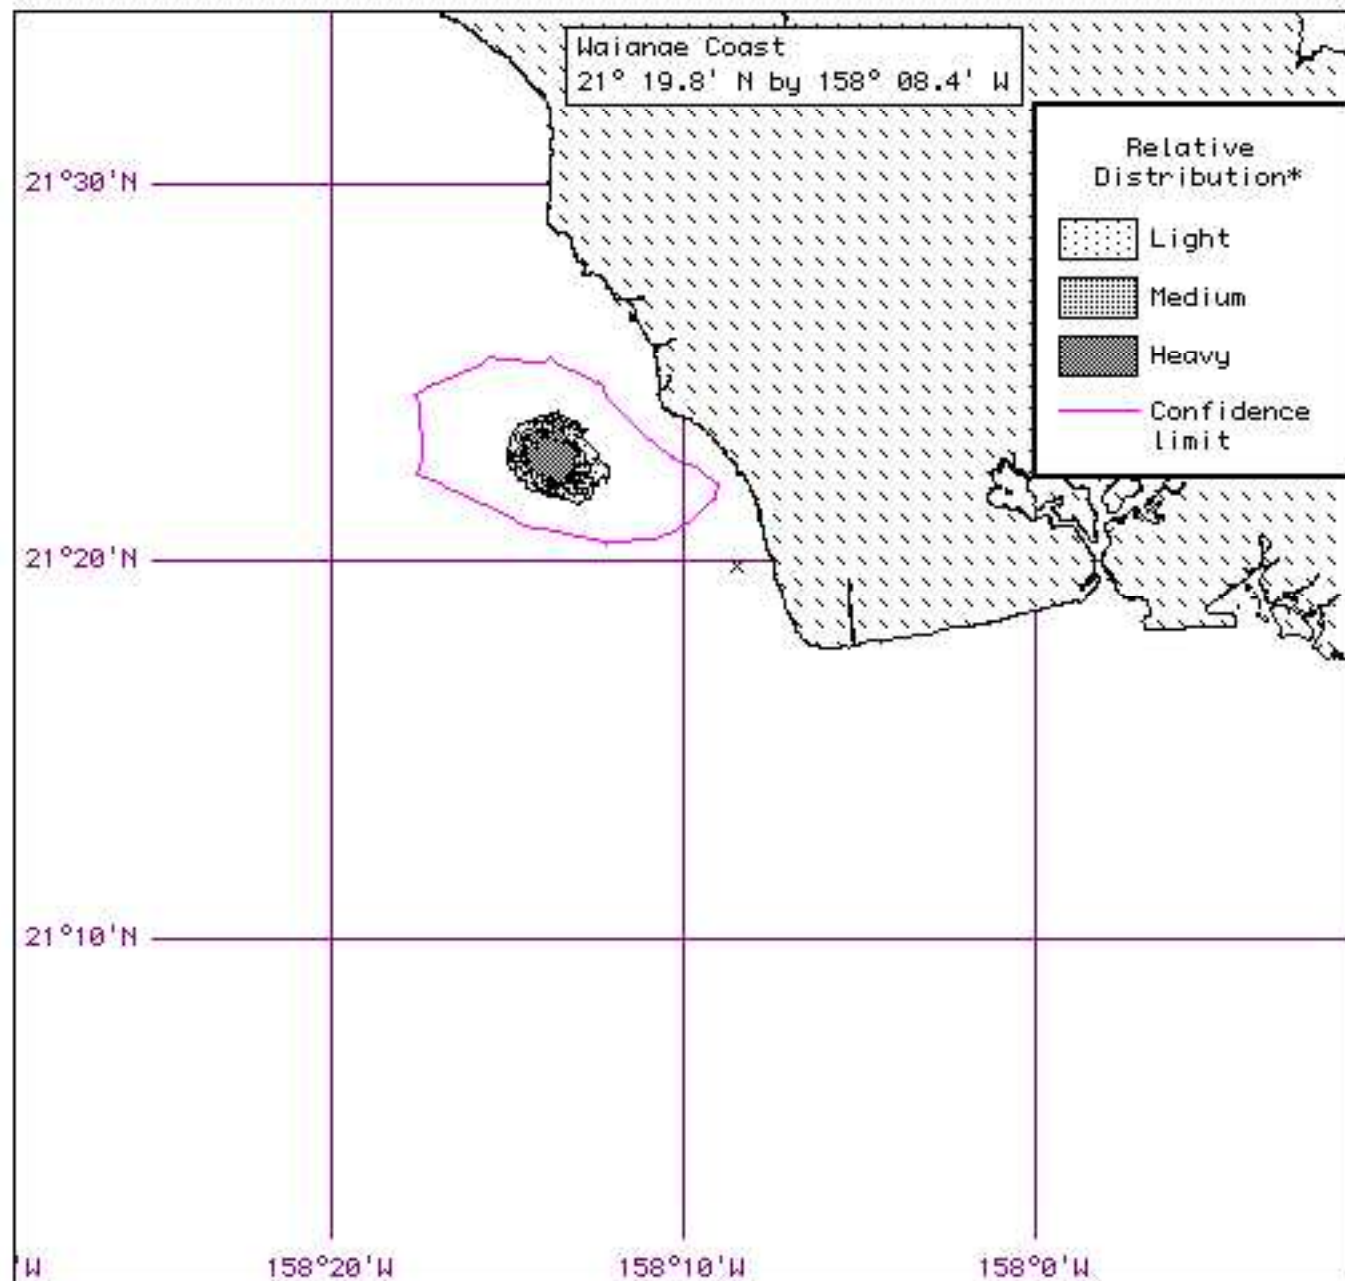 Waianae Coast
21° 19.8' N by 158° 08.4' W
Relative
Distribution*
Light
Medium
Heavy
Confidence
limit
21°30'N
21°20'N
21°10'N
'W
158°20'W
158°10'W
158°0'W